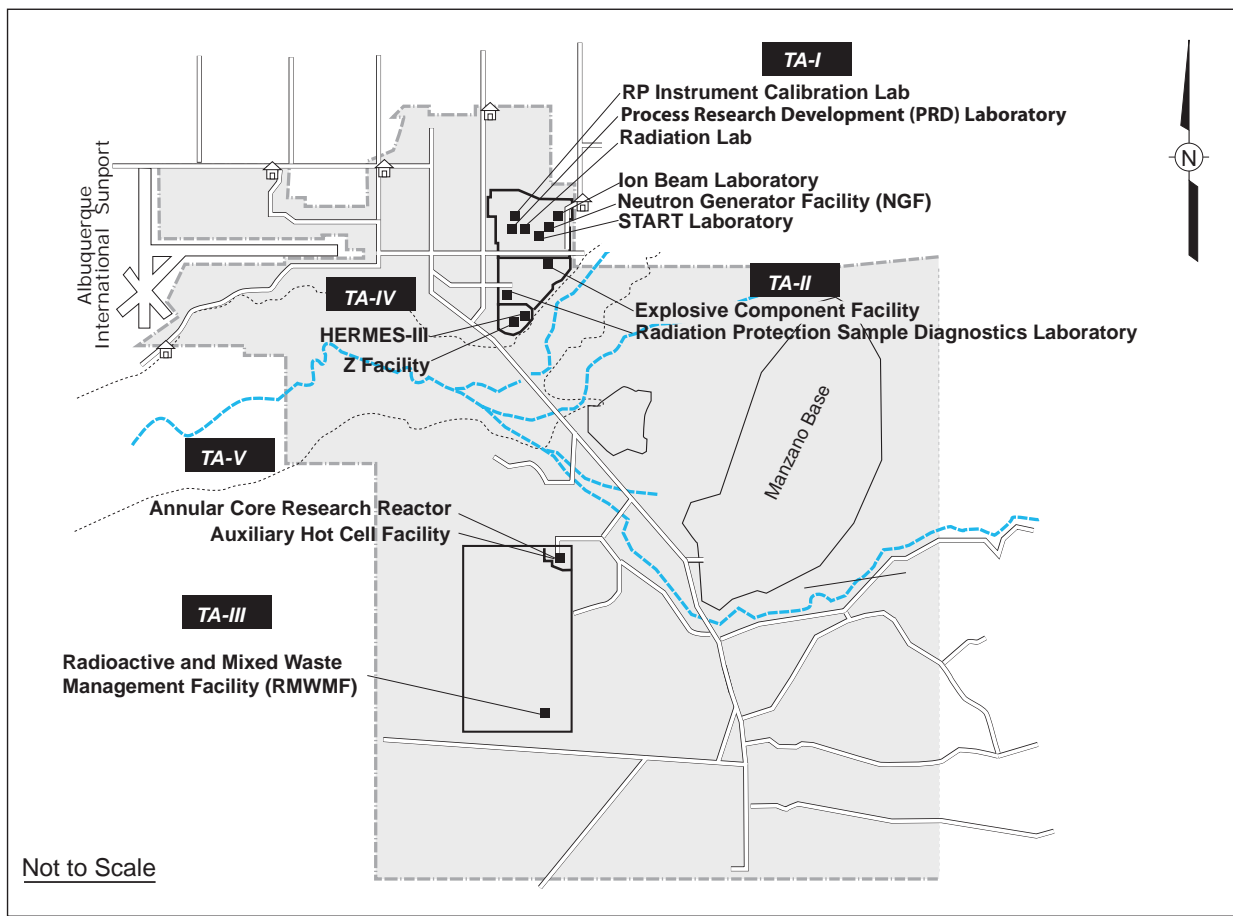 TA-I
RP Instrument Calibration Lab
Process Research Development (PRD) Laboratory
Radiation Lab
N
Ion Beam Laboratory
Neutron Generator Facility (NGF)
START Laboratory
Albuquerque
International Sunport
TA-IV
TA-II
HERMES-III
Z Facility
Explosive Component Facility
Radiation Protection Sample Diagnostics Laboratory
Manzano Base
TA-V
Annular Core Research Reactor
Auxiliary Hot Cell Facility
TA-III
Radioactive and Mixed Waste
Management Facility (RMWMF)
Not to Scale